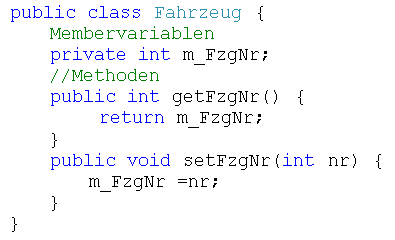 public class Fahrzeug {
Membervariablen
private int m_FzgNr;
//Methoden
public int getFzgNr() {
return m_FzgNr;
}
public void setFzgNr(int nr) {
m_FzgNr =nr;
}
}